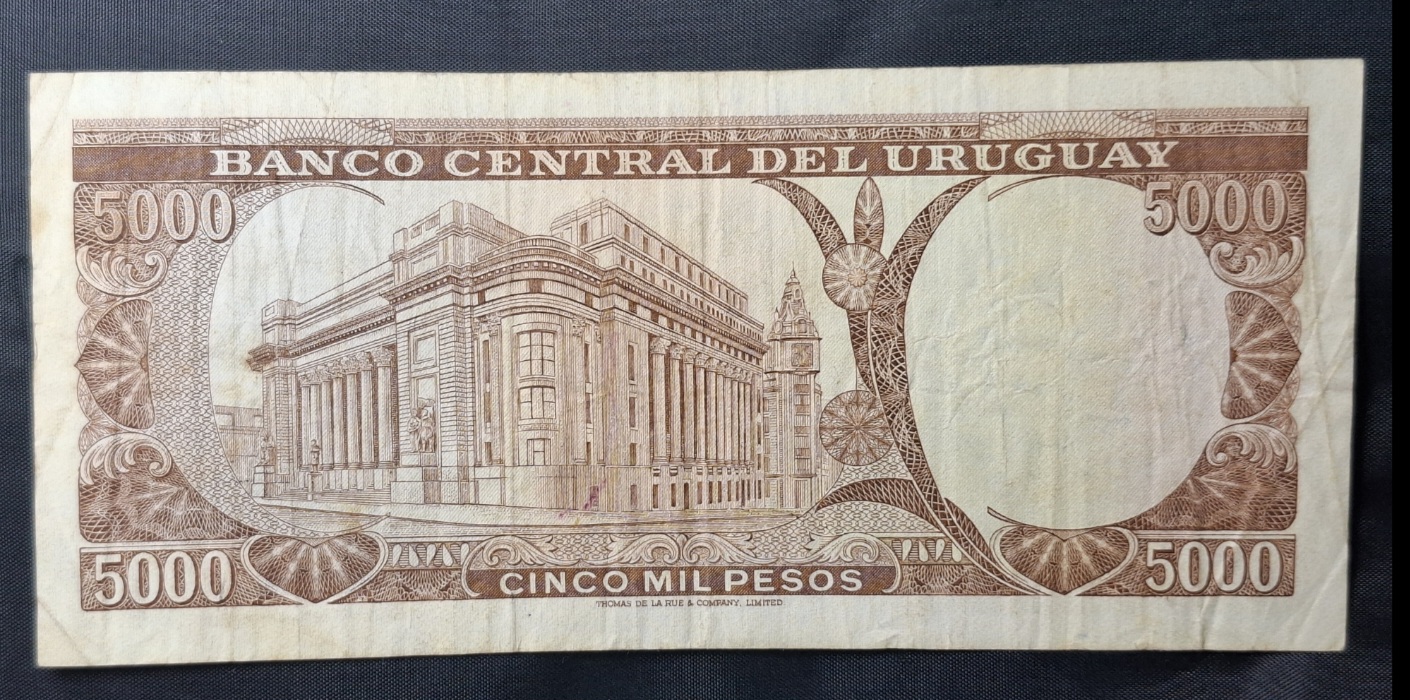 BANCO CENTRAL DEL URUGUAY
5000 5000
5000 5000
CINCO MIL PESOS
THOMAS DE LA RUE & COMPANY, LIMITED